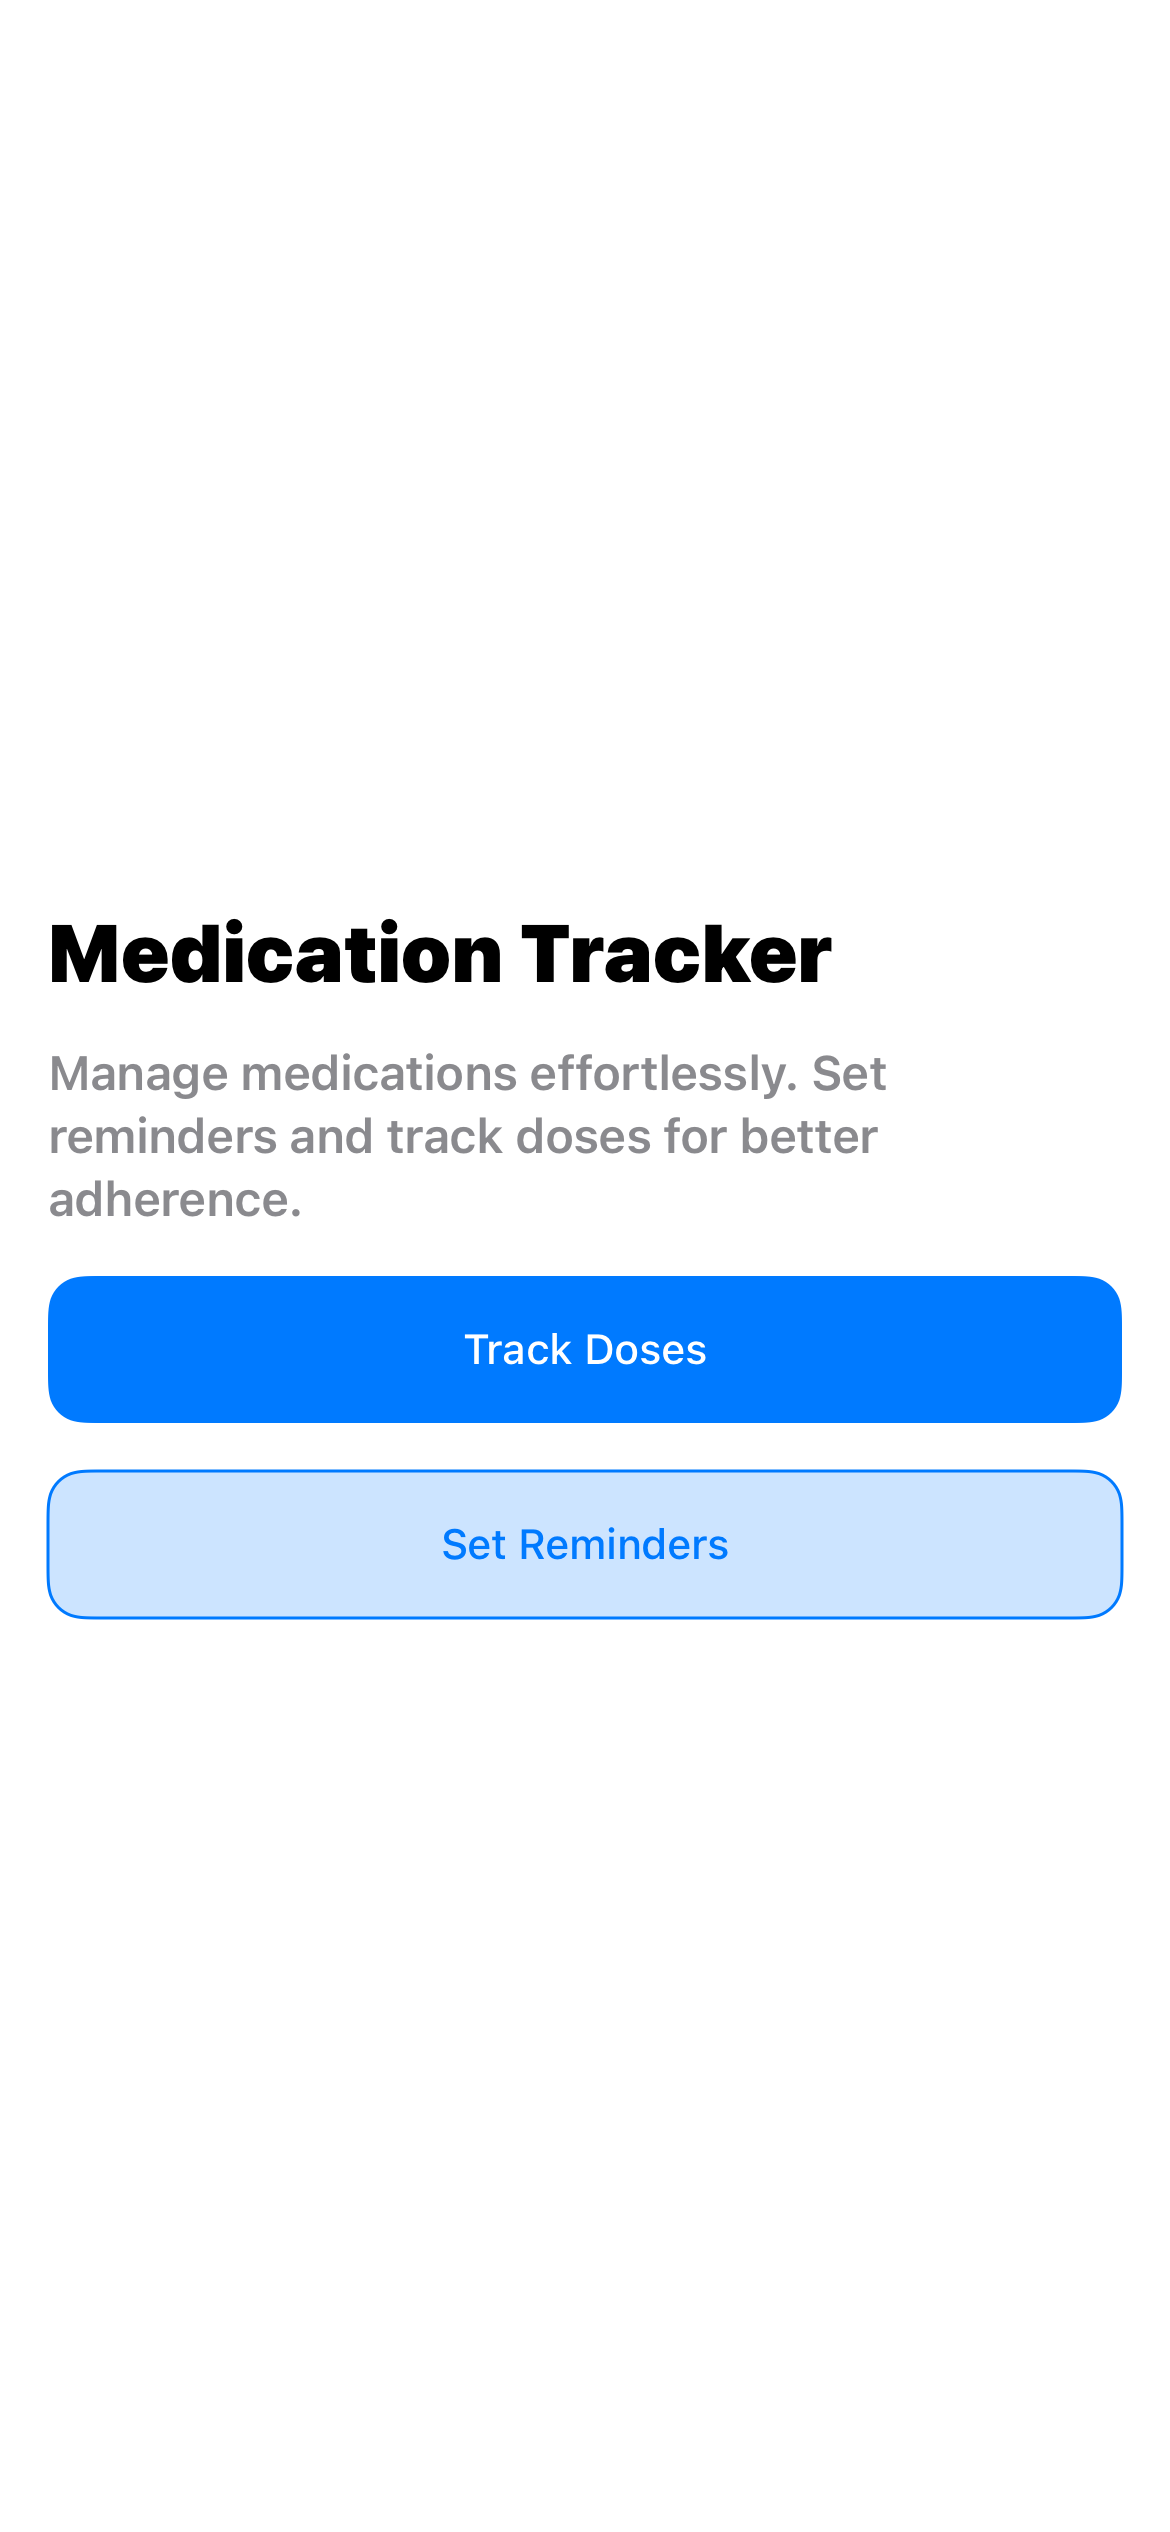 Medication Tracker
Manage medications effortlessly. Set
reminders and track doses for better
adherence.
Track Doses
Set Reminders